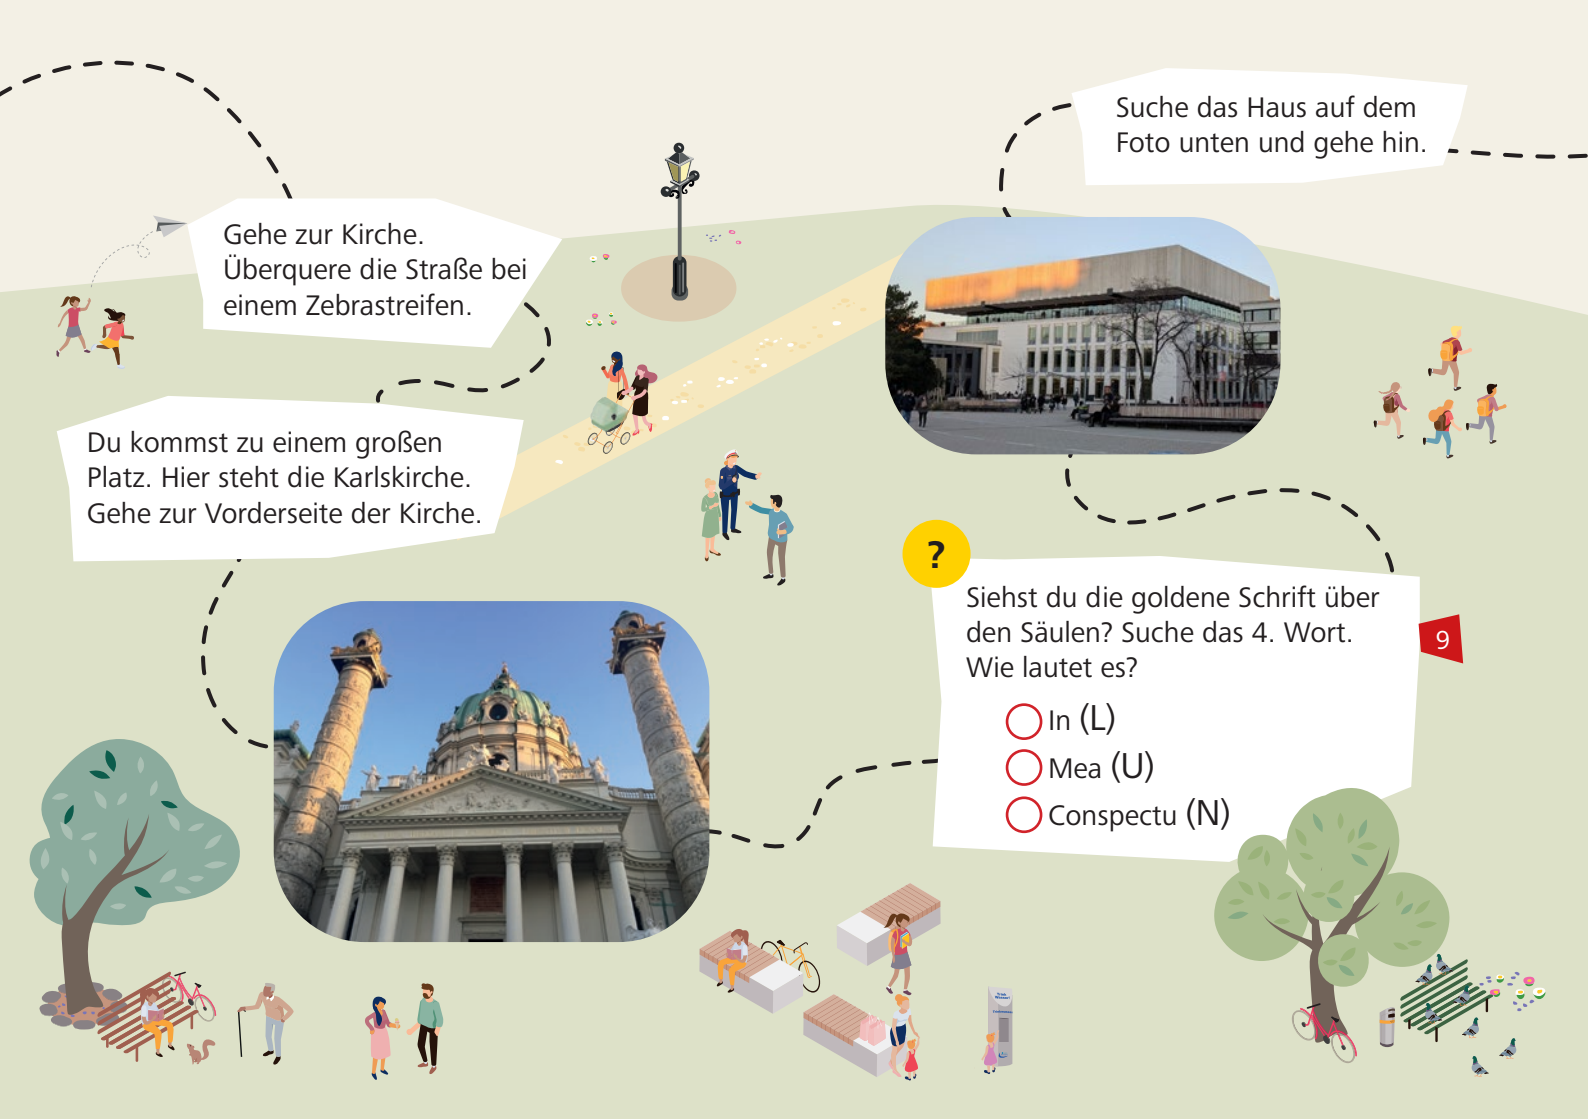 Gehe zur Kirche.
Überquere die Straße bei
einem Zebrastreifen.
Du kommst zu einem großen
Platz. Hier steht die Karlskirche.
Gehe zur Vorderseite der Kirche.
?
Siehst du die goldene Schrift über
den Säulen? Suche das 4. Wort.
Wie lautet es?
In (L)
Mea (U)
Conspectu (N)
9
Suche das Haus auf dem
Foto unten und gehe hin.
Trink
Wasser!